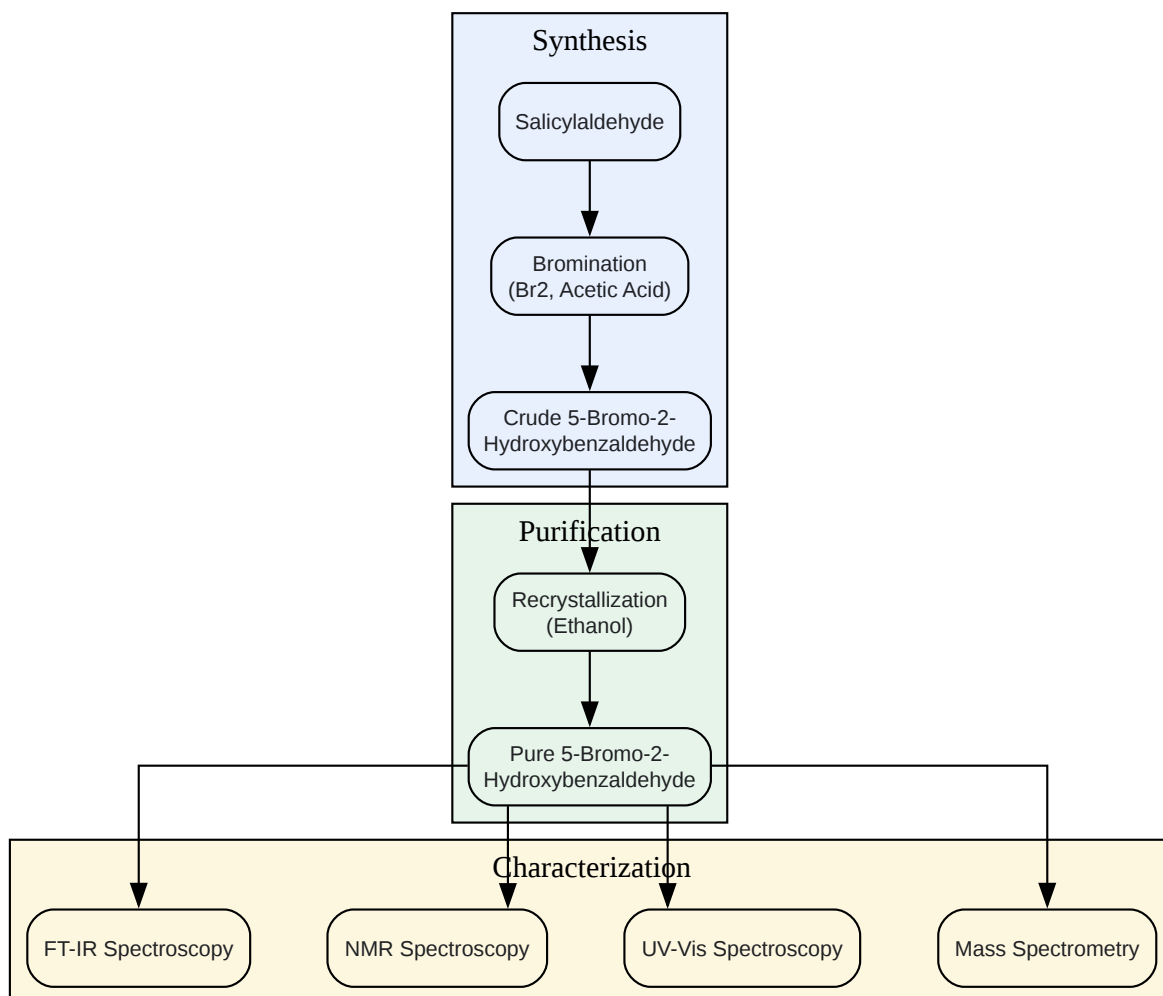 Synthesis
Salicylaldehyde
Bromination
(Br2, Acetic Acid)
Crude 5-Bromo-2-
Hydroxybenzaldehyde
Purification
Recrystallization
(Ethanol)
Pure 5-Bromo-2-
Hydroxybenzaldehyde
Characterization
FT-IR Spectroscopy
NMR Spectroscopy
UV-Vis Spectroscopy
Mass Spectrometry